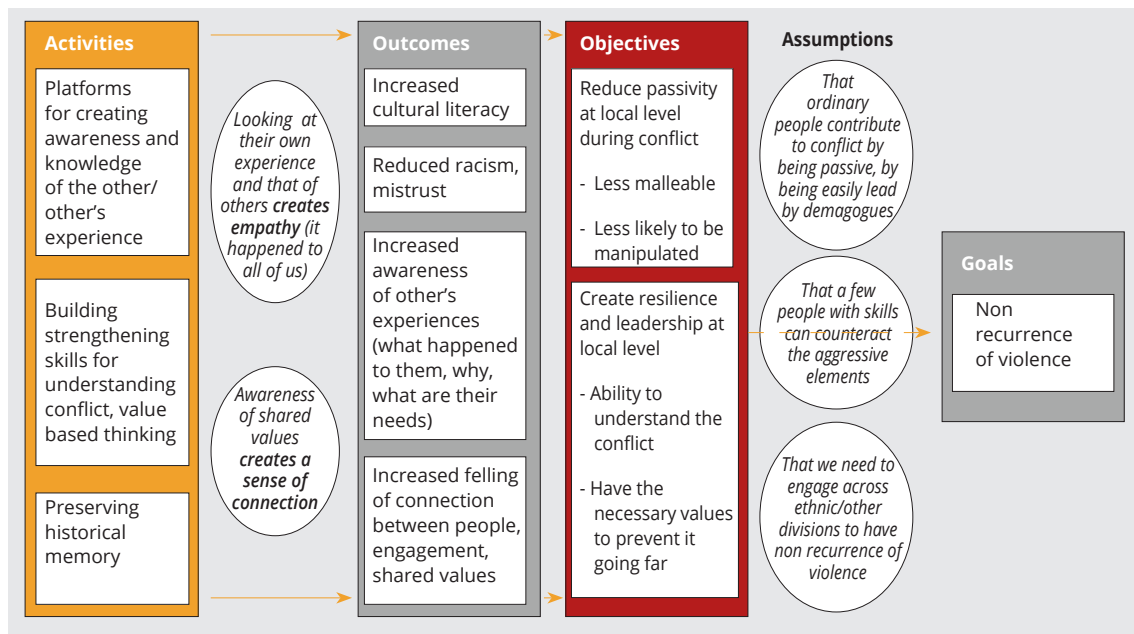 Activities
Platforms
for creating
awareness and
knowledge
of the other/
other's
experience
Building
strengthening
skills for
understanding
conflict, value
based thinking
Preserving
historical
memory
Looking at
their own
experience
and that of
others creates
empathy (it
happened to
all of us)
Awareness
of shared
values
creates a
sense of
connection
Outcomes
Increased
cultural literacy
Reduced racism,
mistrust
Increased
awareness
of other's
experiences
(what happened
to them, why,
what are their
needs)
Increased felling
of connection
between people,
engagement,
shared values
Objectives
Reduce passivity
at local level
during conflict
- Less malleable
- Less likely to be
manipulated
Create resilience
and leadership at
local level
- Ability to
understand the
conflict
- Have the
necessary values
to prevent it
going far
Assumptions
That
ordinary
people contribute
to conflict by
being passive, by
being easily lead
by demagogues
That a few
people with skills
can counteract
the aggressive
elements
That we need to
engage across
ethnic/other
divisions to have
non recurrence of
violence
Goals
Non
recurrence
of violence